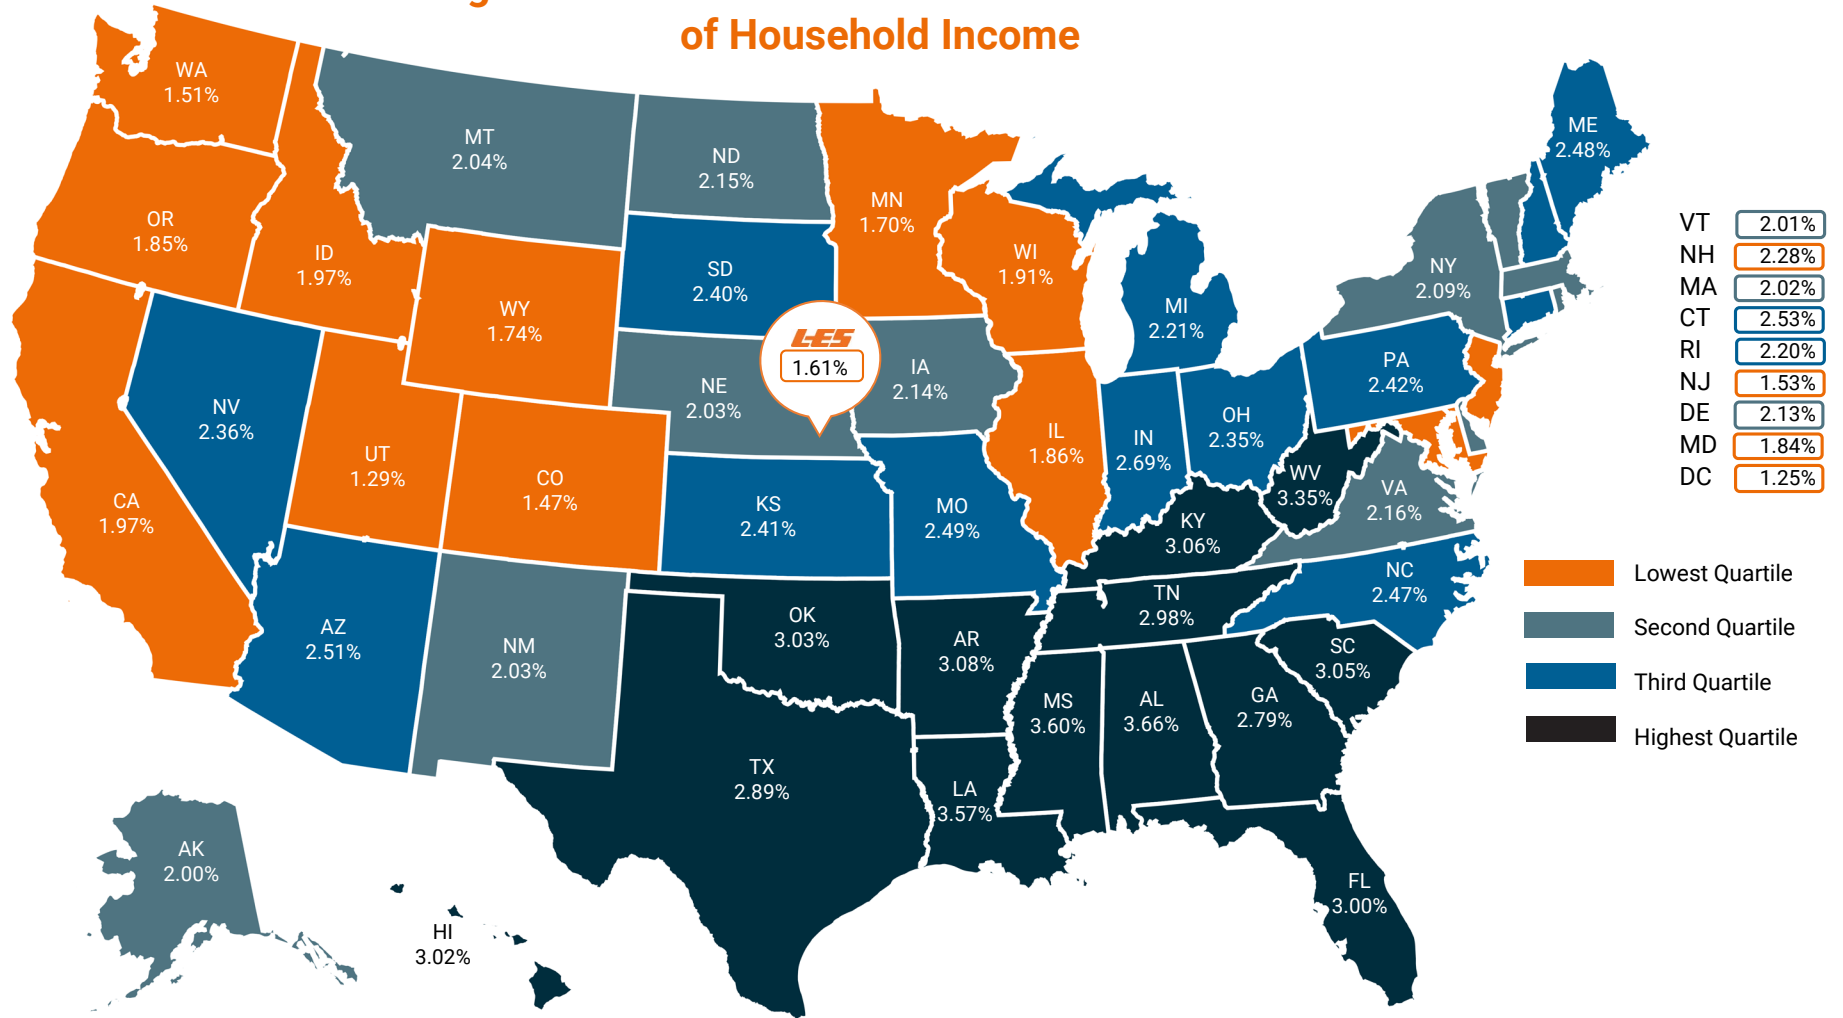 of Household Income
WA
1.51%
MT
2.04%
ND
2.15%
MN
1.70%
ME
2.48%
OR
1.85%
ID
1.97%
WY
1.74%
SD
2.40%
WI
1.91%
MI
2.21%
NY
2.09%
VT 2.01%
NH 2.28%
MA 2.02%
CT 2.53%
RI 2.20%
NJ 1.53%
DE 2.13%
MD 1.84%
DC 1.25%
LES
1.61%
NV
2.36%
UT
1.29%
CO
1.47%
NE
2.03%
IA
2.14%
IL
1.86%
IN
2.69%
OH
2.35%
PA
2.42%
CA
1.97%
KS
2.41%
MO
2.49%
KY
3.06%
WV
3.35%
VA
2.16%
AZ
2.51%
NM
2.03%
OK
3.03%
AR
3.08%
TN
2.98%
NC
2.47%
SC
3.05%
MS
3.60%
AL
3.66%
GA
2.79%
TX
2.89%
LA
3.57%
FL
3.00%
AK
2.00%
HI
3.02%
Lowest Quartile
Second Quartile
Third Quartile
Highest Quartile